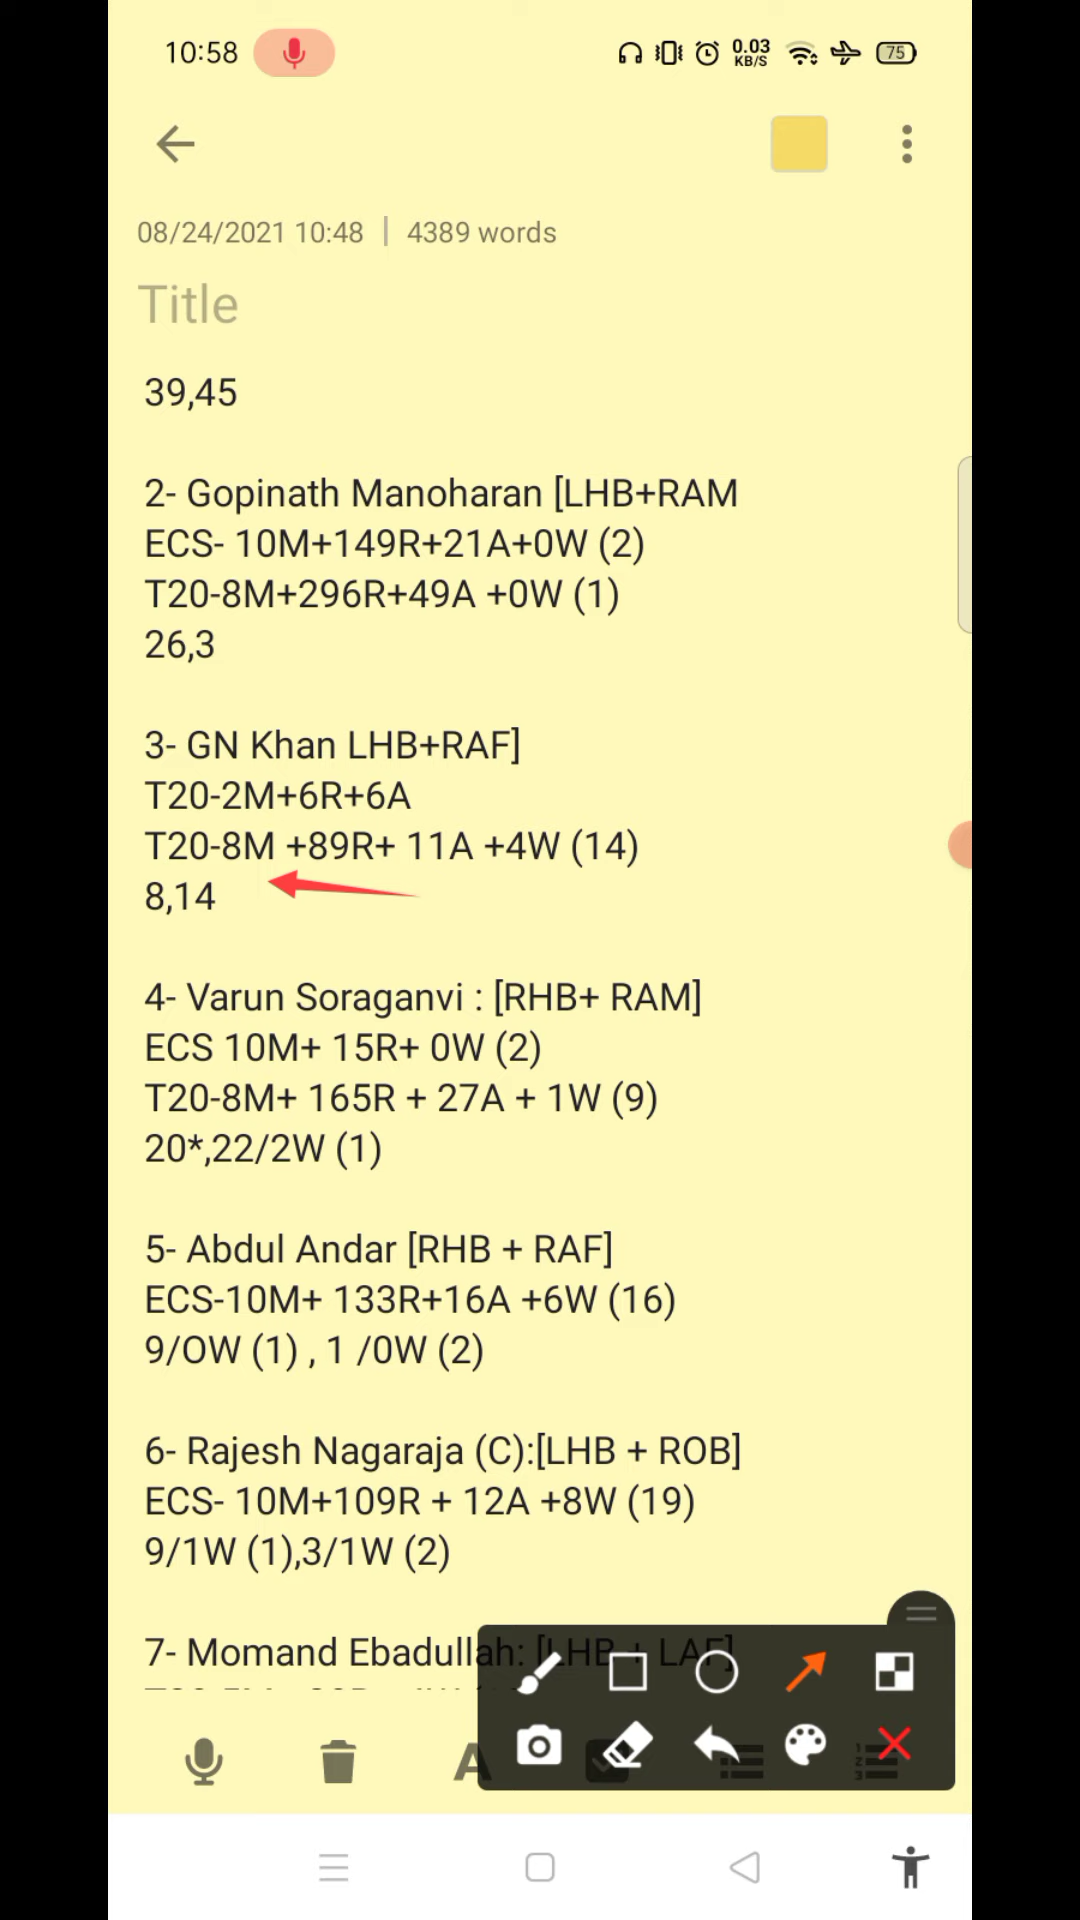 10:58
0.03
KB/S
75
08/24/2021 10:48 | 4389 words
Title
39,45
2- Gopinath Manoharan [LHB+RAM
ECS- 10M+149R+21A+0W (2)
T20-8M+296R+49A +0W (1)
26,3
3- GN Khan LHB+RAF]
T20-2M+6R+6A
T20-8M +89R+ 11A +4W (14)
8,14
4- Varun Soraganvi : [RHB+ RAM]
ECS 10M+ 15R+ 0W (2)
T20-8M+ 165R + 27A + 1W (9)
20*,22/2W (1)
5- Abdul Andar [RHB + RAF]
ECS-10M+ 133R+16A +6W (16)
9/OW (1) , 1 /0W (2)
6- Rajesh Nagaraja (C):[LHB + ROB]
ECS- 10M+109R + 12A +8W (19)
9/1W (1),3/1W (2)
7- Momand Ebadullah: [LHB + LAF]
A